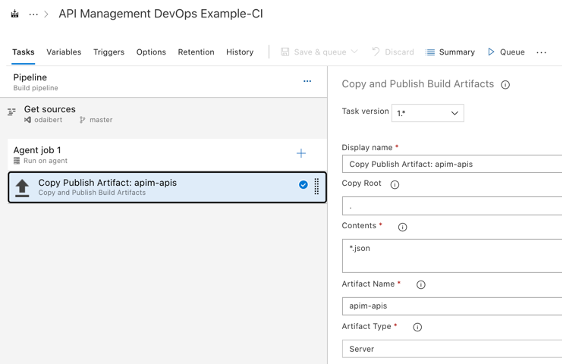 API Management DevOps Example-CI
Tasks Variables Triggers Options Retention History Save & queue Discard Summary Queue
Pipeline
Build pipeline
Get sources
odaibert master
Agent job 1
Run on agent
Copy Publish Artifact: apim-apis
Copy and Publish Build Artifacts
Copy and Publish Build Artifacts
Task version 1.*
Display name *
Copy Publish Artifact: apim-apis
Copy Root
.
Contents *
*.json
Artifact Name *
apim-apis
Artifact Type *
Server